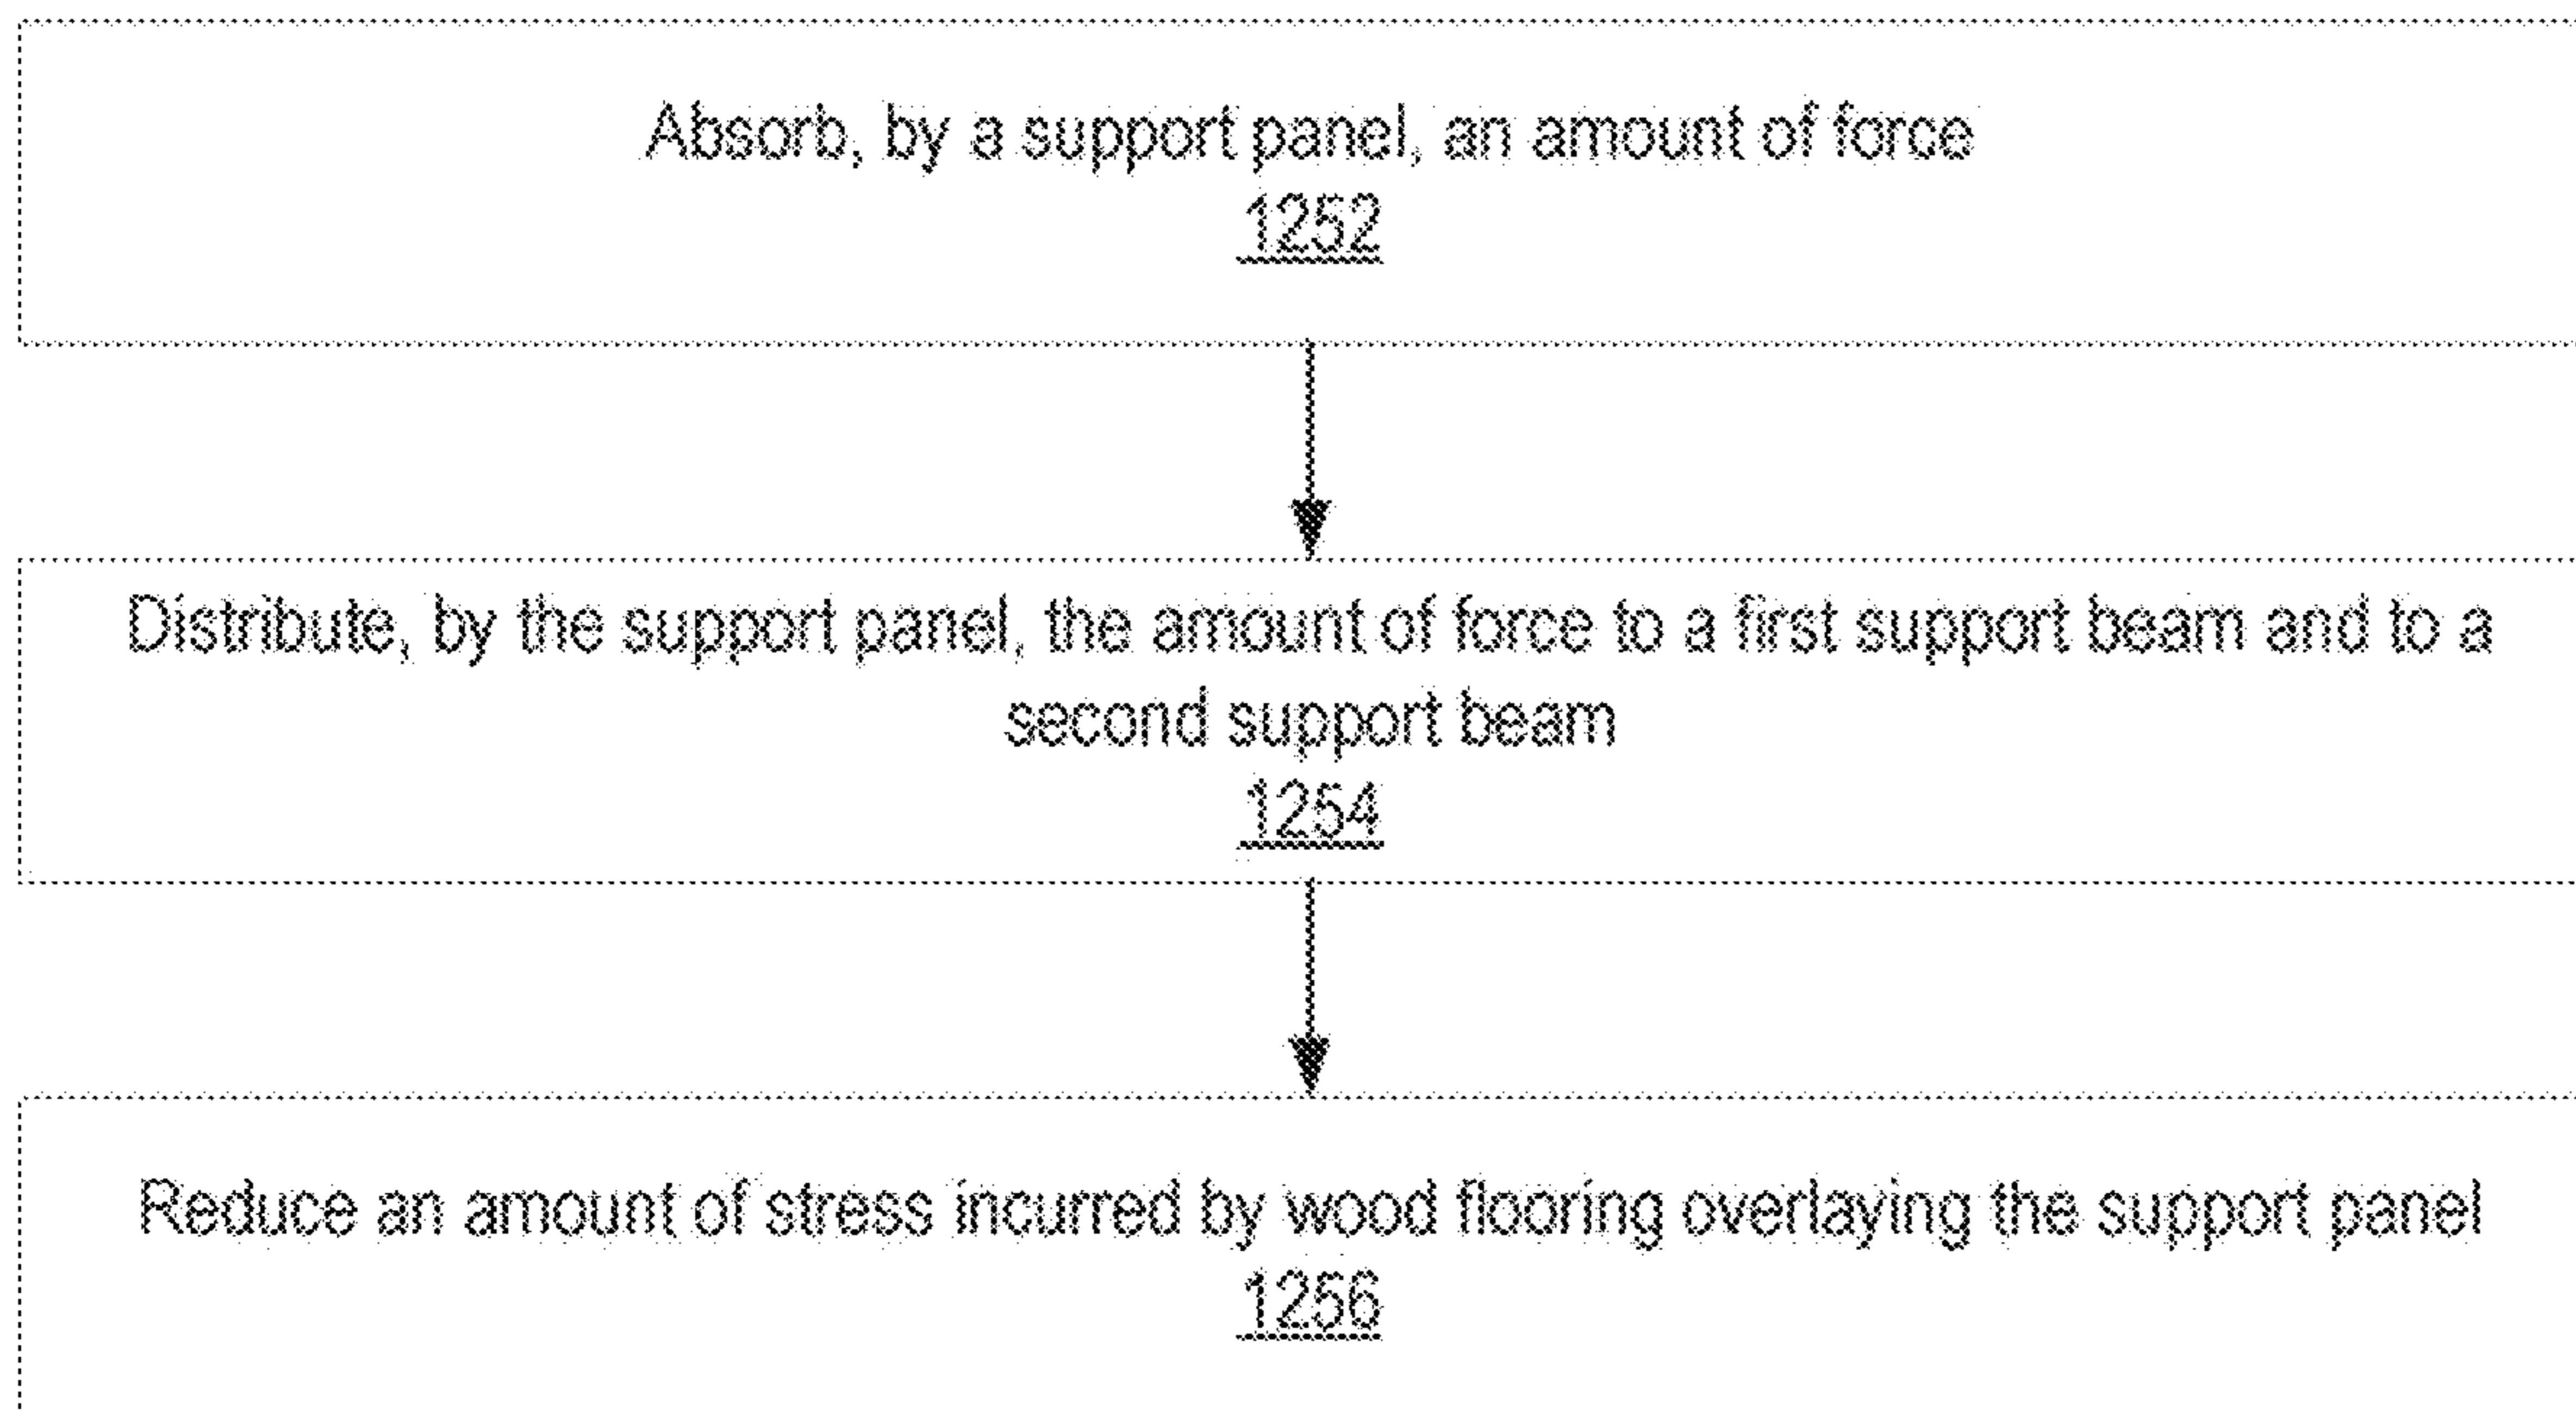 Absorb, by a support panel, an amount of force
1252
Distribute, by the support panel, the amount of force to a first support beam and to a
second support beam
1254
Reduce an amount of stress incurred by wood flooring overlaying the support panel
1256